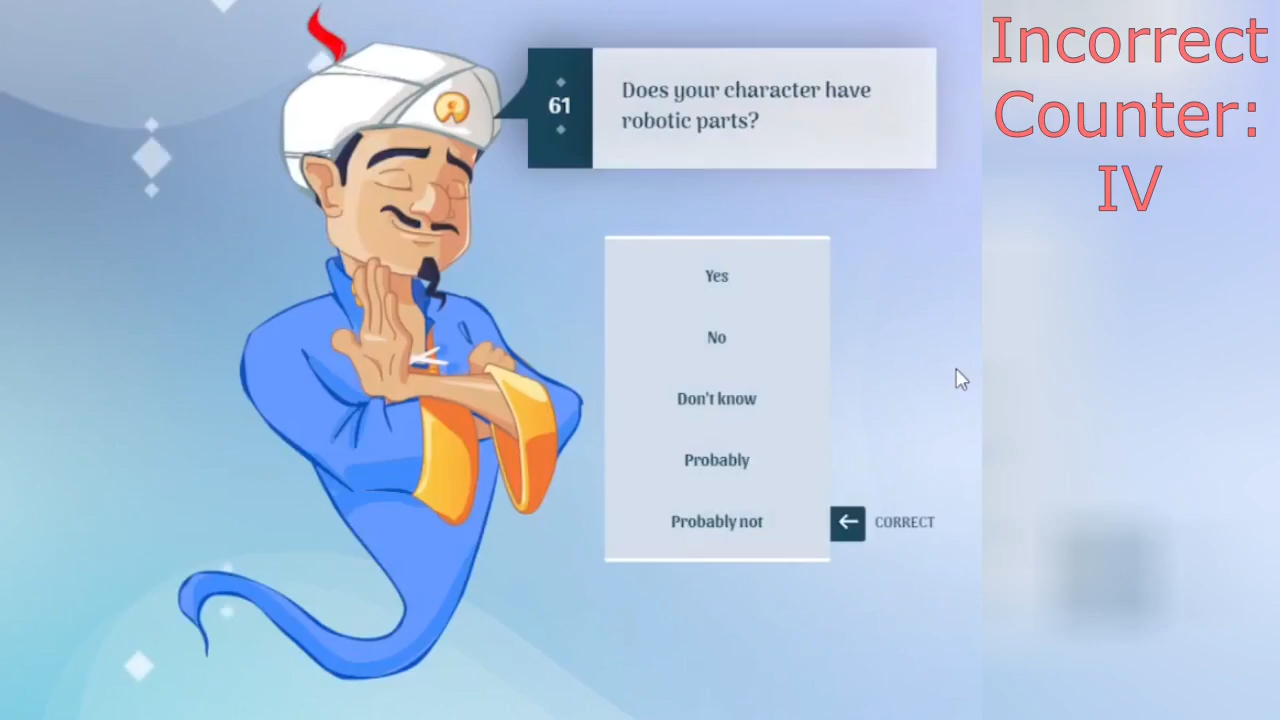 61
Does your character have
robotic parts?
Yes
No
Don't know
Probably
Probably not
CORRECT
Incorrect
Counter:
IV